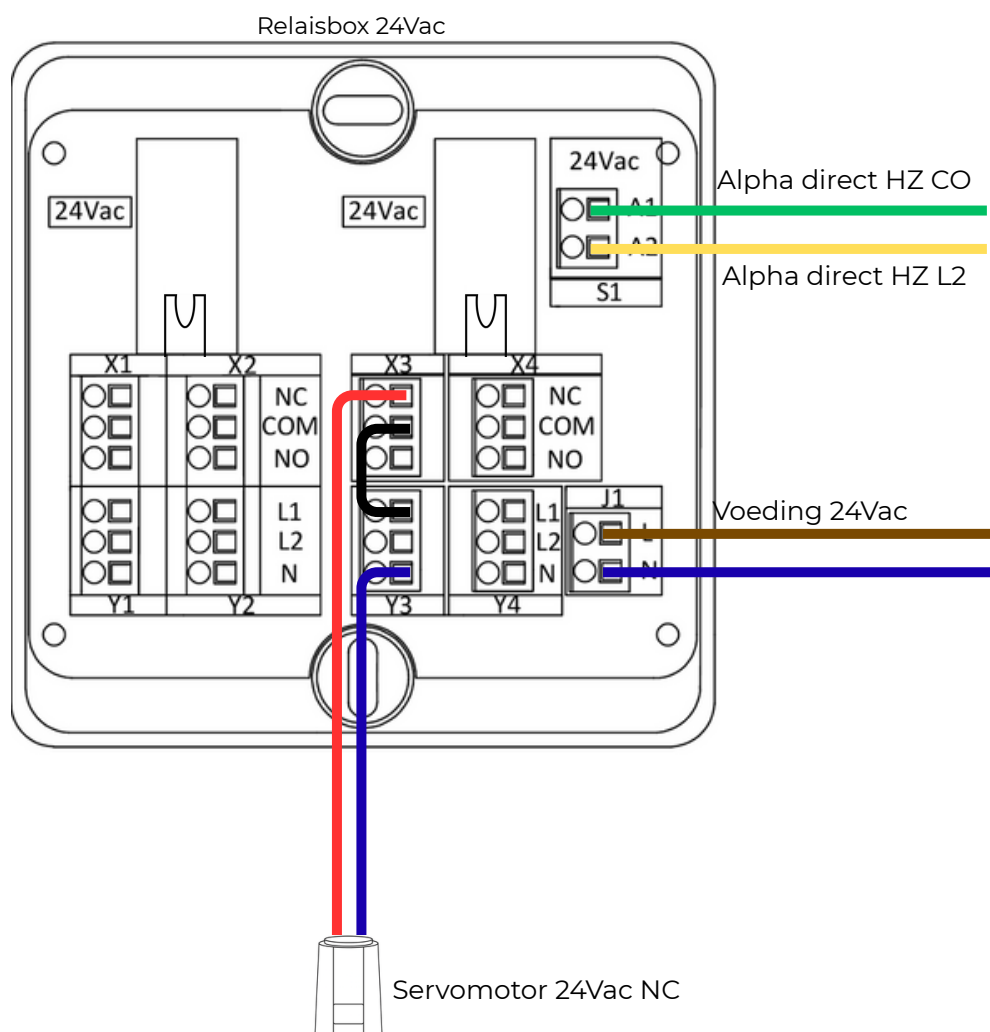 Relaisbox 24Vac
24Vac
24Vac
24Vac
Alpha direct HZ CO
A1
A2
Alpha direct HZ L2
S1
X1 X2 X3 X4
NC NC
COM COM
NO NO
J1
L1 L1 Voeding 24Vac
L
L2 L2
N N N
Y1 Y2 Y3 Y4
Servomotor 24Vac NC